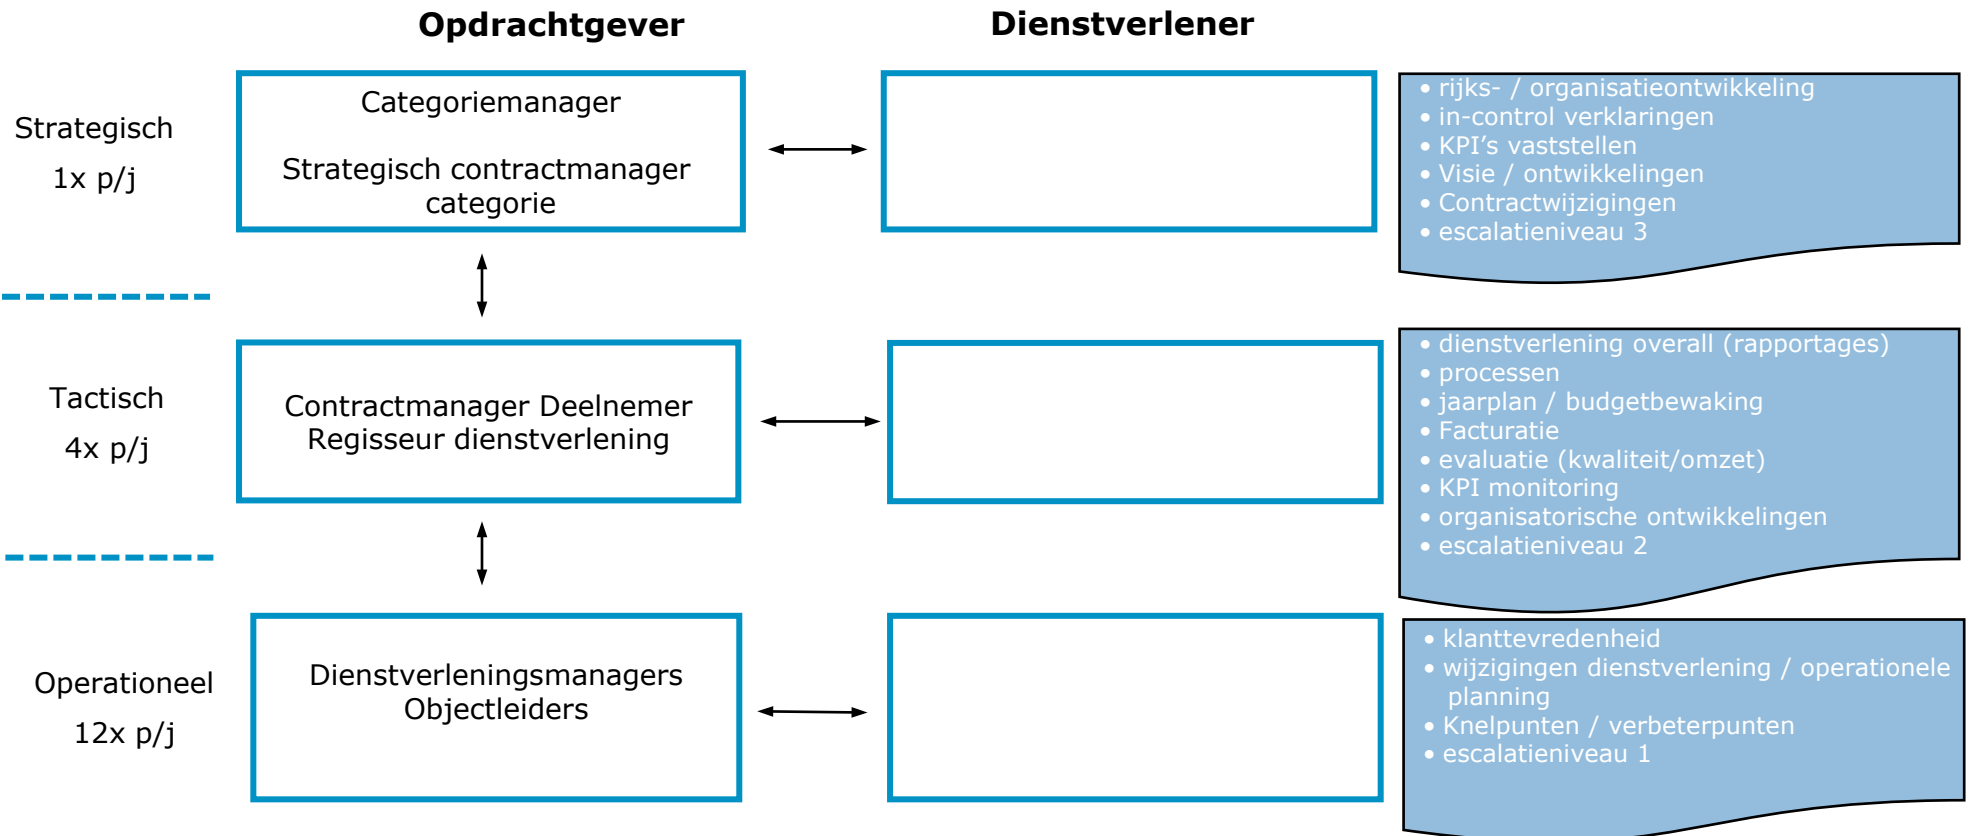 Opdrachtgever
Dienstverlener
Strategisch
1x p/j
Categoriemanager
Strategisch contractmanager
categorie
• rijks- / organisatieontwikkeling
• in-control verklaringen
• KPI's vaststellen
• Visie / ontwikkelingen
• Contractwijzigingen
• escalatieniveau 3
Tactisch
4x p/j
Contractmanager Deelnemer
Regisseur dienstverlening
• dienstverlening overall (rapportages)
• processen
• jaarplan / budgetbewaking
• Facturatie
• evaluatie (kwaliteit/omzet)
• KPI monitoring
• organisatorische ontwikkelingen
• escalatieniveau 2
Operationeel
12x p/j
Dienstverleningsmanagers
Objectleiders
• klanttevredenheid
• wijzigingen dienstverlening / operationele
planning
• Knelpunten / verbeterpunten
• escalatieniveau 1